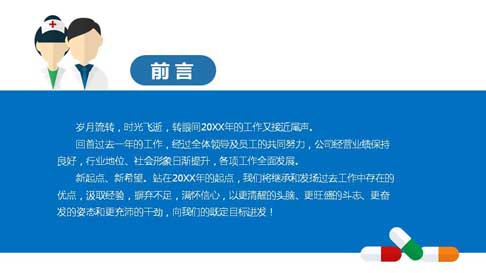 前言
岁月流转，时光飞逝，转眼间20XX年的工作又接近尾声。
回首过去一年的工作，经过全体领导及员工的共同努力，公司经营业绩保持
良好，行业地位、社会形象日渐提升，各项工作全面发展。
新起点、新希望。站在20XX年的起点，我们将继承和发扬过去工作中存在的
优点，汲取经验，摒弃不足，满怀信心，以更清醒的头脑、更旺盛的斗志、更奋
发的姿态和更充沛的干劲，向我们的既定目标进发！